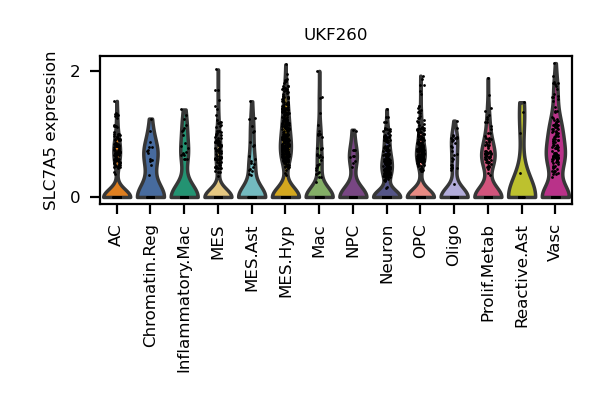 UKF260
SLC7A5 expression
2
0
AC
Chromatin.Reg
Inflammatory.Mac
MES
MES.Ast
MES.Hyp
Mac
NPC
Neuron
OPC
Oligo
Prolif.Metab
Reactive.Ast
Vasc